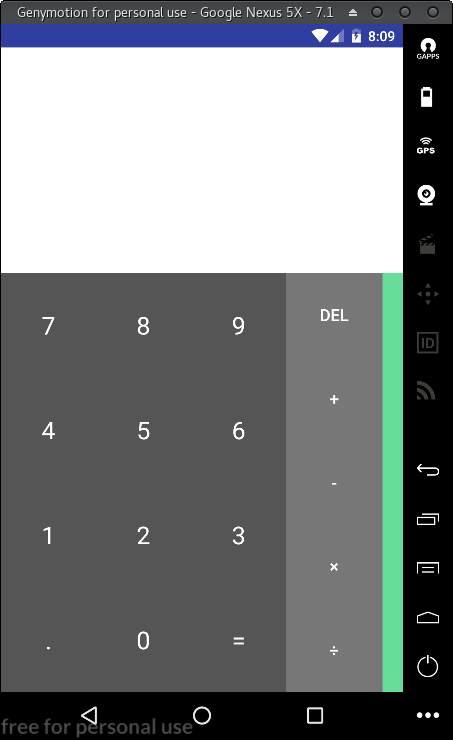 Genymotion for personal use - Google Nexus 5X - 7.1
8:09
GAPPS
GPS
ID
7 8 9 DEL
+
4 5 6
-
1 2 3
×
. 0 =
÷
free for personal use